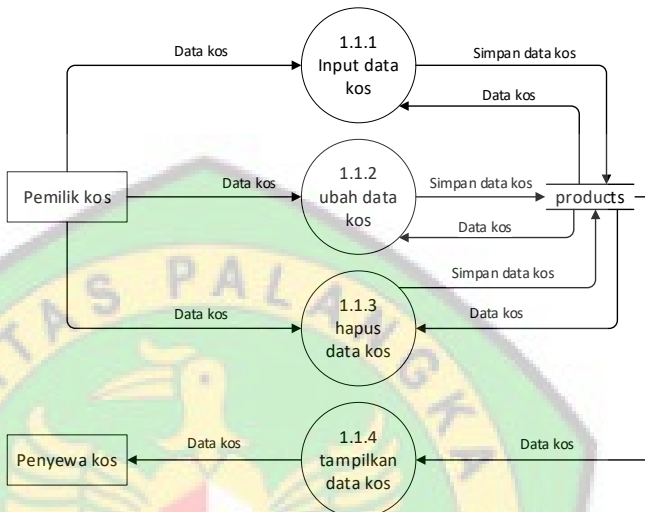 Data kos
1.1.1
Input data
kos
Simpan data kos
Data kos
Pemilik kos
Data kos
1.1.2
ubah data
kos
Simpan data kos
products
Data kos
Simpan data kos
Data kos
1.1.3
hapus
data kos
Data kos
TAS PALANGKA
Penyewa kos
Data kos
1.1.4
tampilkan
data kos
Data kos